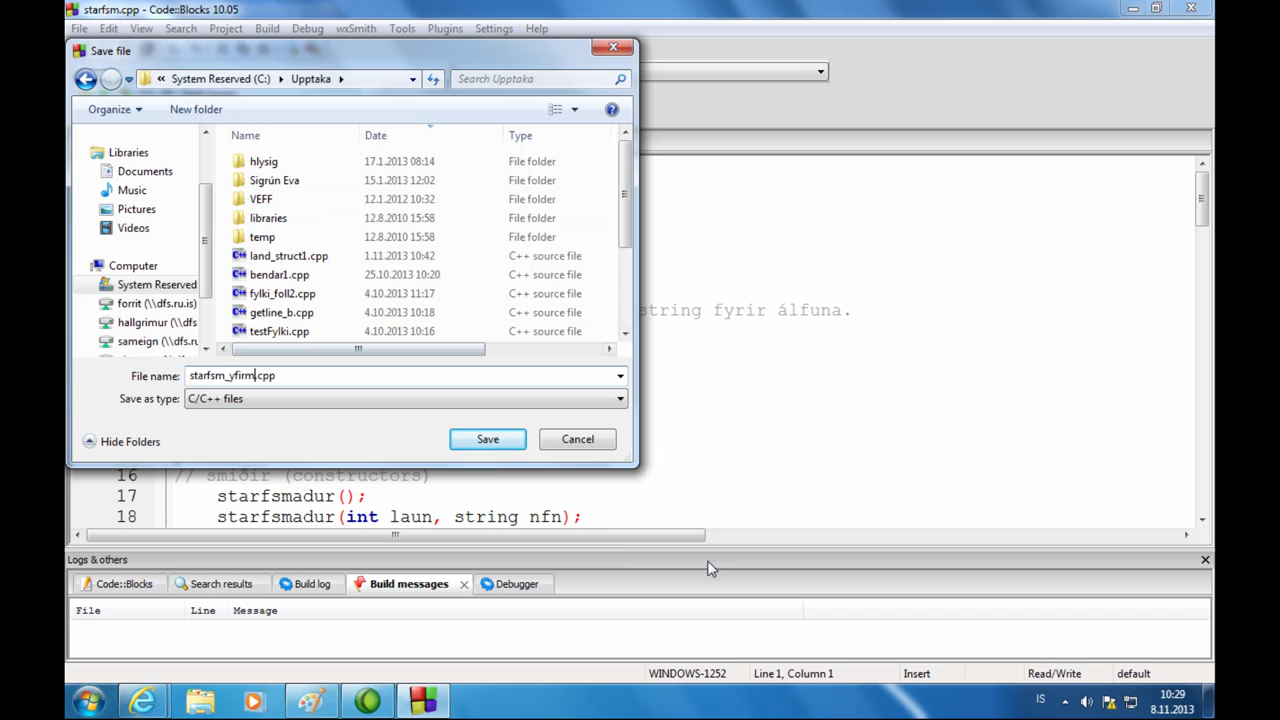 starfsm.cpp - Code::Blocks 10.05
File Edit View Search Project Build Debug wxSmith Tools Plugins Settings Help
Save file
« System Reserved (C:) Upptaka Search Upptaka
Organize New folder
Name Date Type
Libraries
Documents
Music
Pictures
Videos
Computer
System Reserved
forrit (\\dfs.ru.is)
hallgrimur (\\dfs.
sameign (\\dfs.ru
hlysig 17.1.2013 08:14 File folder
Sigrún Eva 15.1.2013 12:02 File folder
VEFF 12.1.2012 10:32 File folder
libraries 12.8.2010 15:58 File folder
temp 12.8.2010 15:58 File folder
land_struct1.cpp 1.11.2013 10:42 C++ source file
bendar1.cpp 25.10.2013 10:20 C++ source file
fylki_foll2.cpp 4.10.2013 11:17 C++ source file
getline_b.cpp 4.10.2013 10:18 C++ source file
testFylki.cpp 4.10.2013 10:16 C++ source file
File name: starfsm_yfirm.cpp
Save as type: C/C++ files
Hide Folders Save Cancel
string fyrir álfuna.
16 // smiðir (constructors)
17 starfsmadur();
18 starfsmadur(int laun, string nfn);
Logs & others
Code::Blocks Search results Build log Build messages Debugger
File Line Message
WINDOWS-1252 Line 1, Column 1 Insert Read/Write default
IS 10:29
8.11.2013